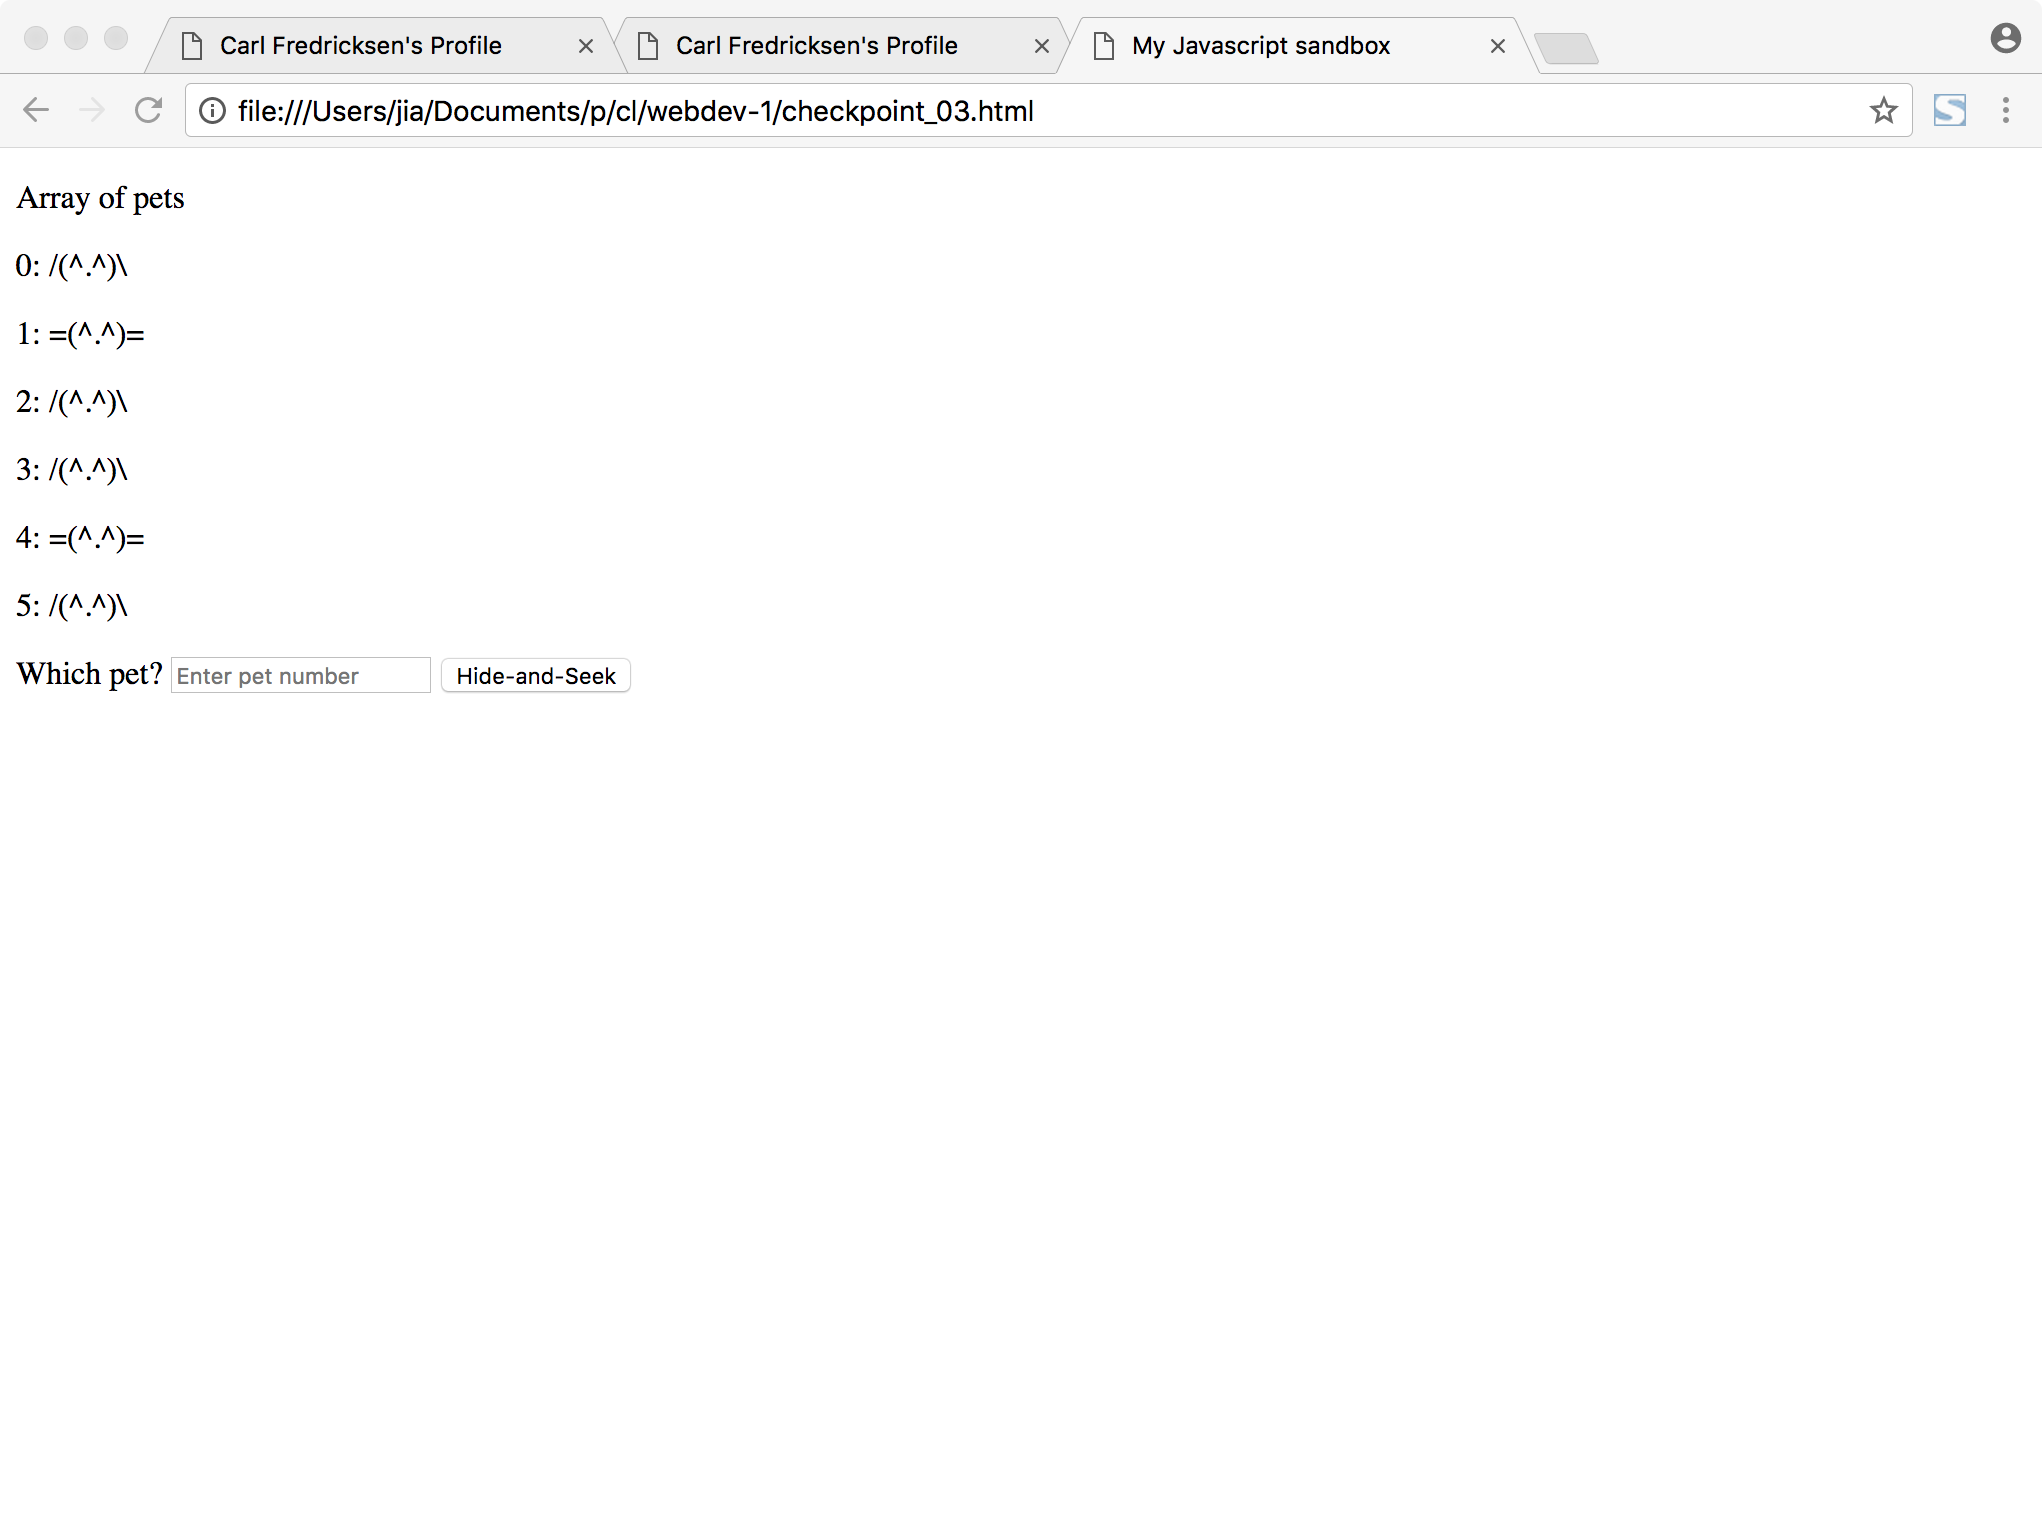 Carl Fredricksen's Profile
Carl Fredricksen's Profile
My Javascript sandbox
file:///Users/jia/Documents/p/cl/webdev-1/checkpoint_03.html
Array of pets
0: /(^.^)\
1: =(^.^)=
2: /(^.^)\
3: /(^.^)\
4: =(^.^)=
5: /(^.^)\
Which pet? Enter pet number Hide-and-Seek